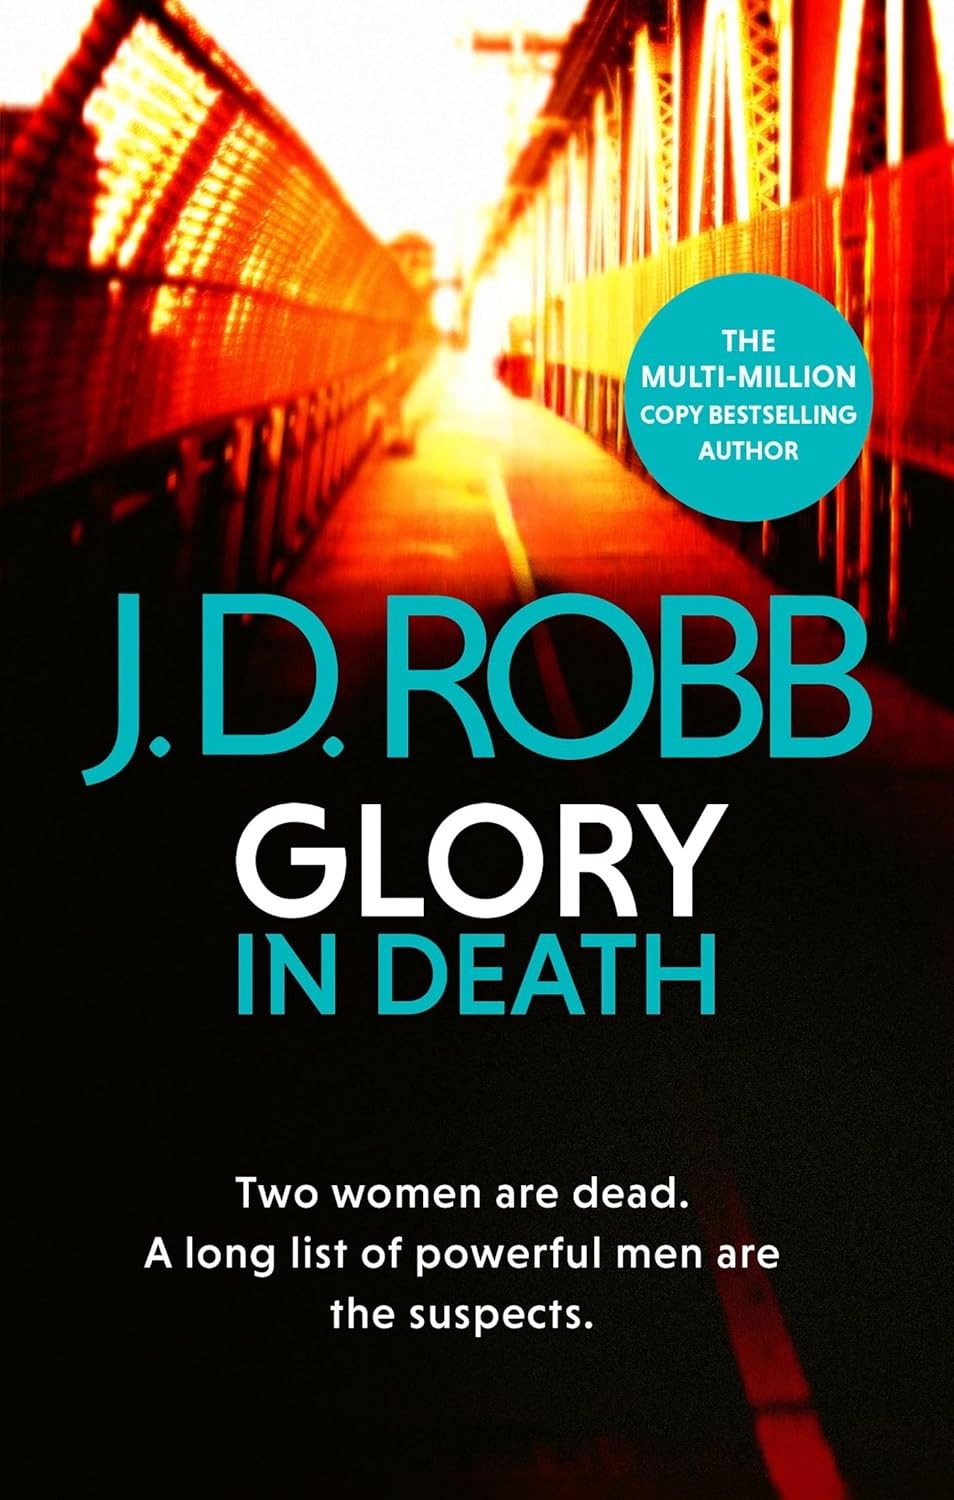 THE
MULTI-MILLION
COPY BESTSELLING
AUTHOR
J.D. ROBB
GLORY
IN DEATH
Two women are dead.
A long list of powerful men are
the suspects.